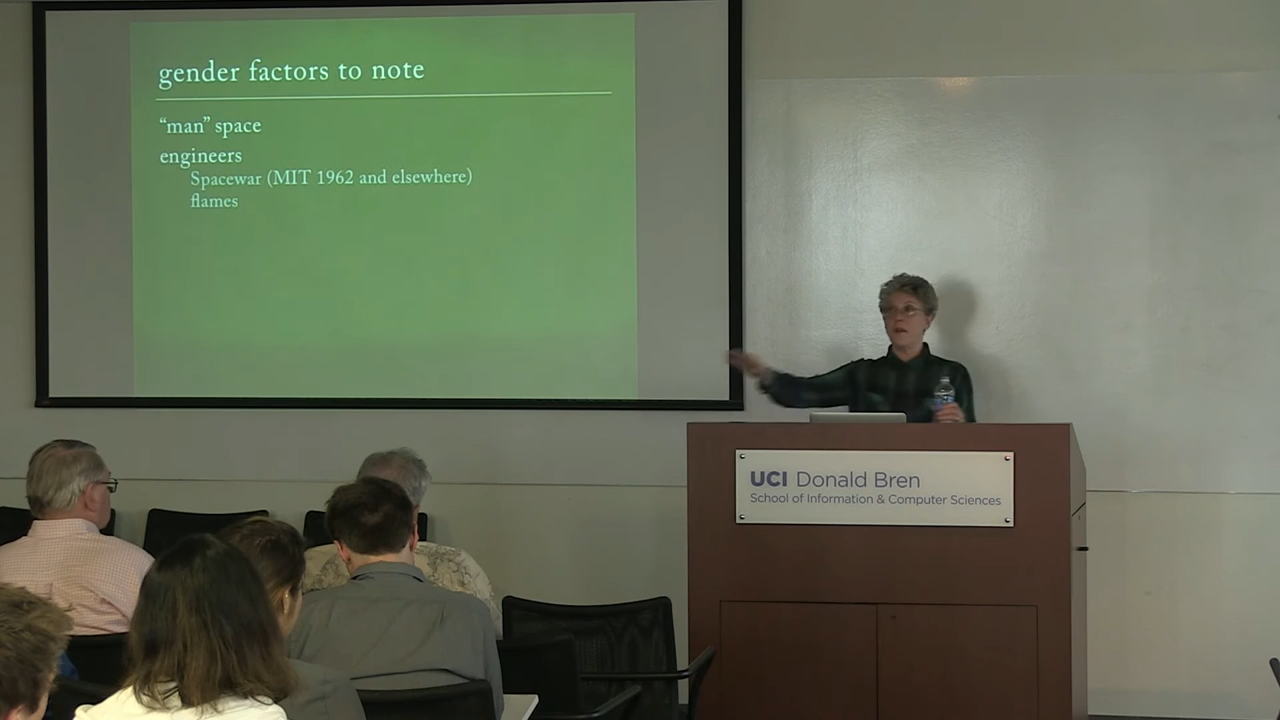 gender factors to note
“man” space
engineers
Spacewar (MIT 1962 and elsewhere)
flames
UCI Donald Bren
School of Information & Computer Sciences